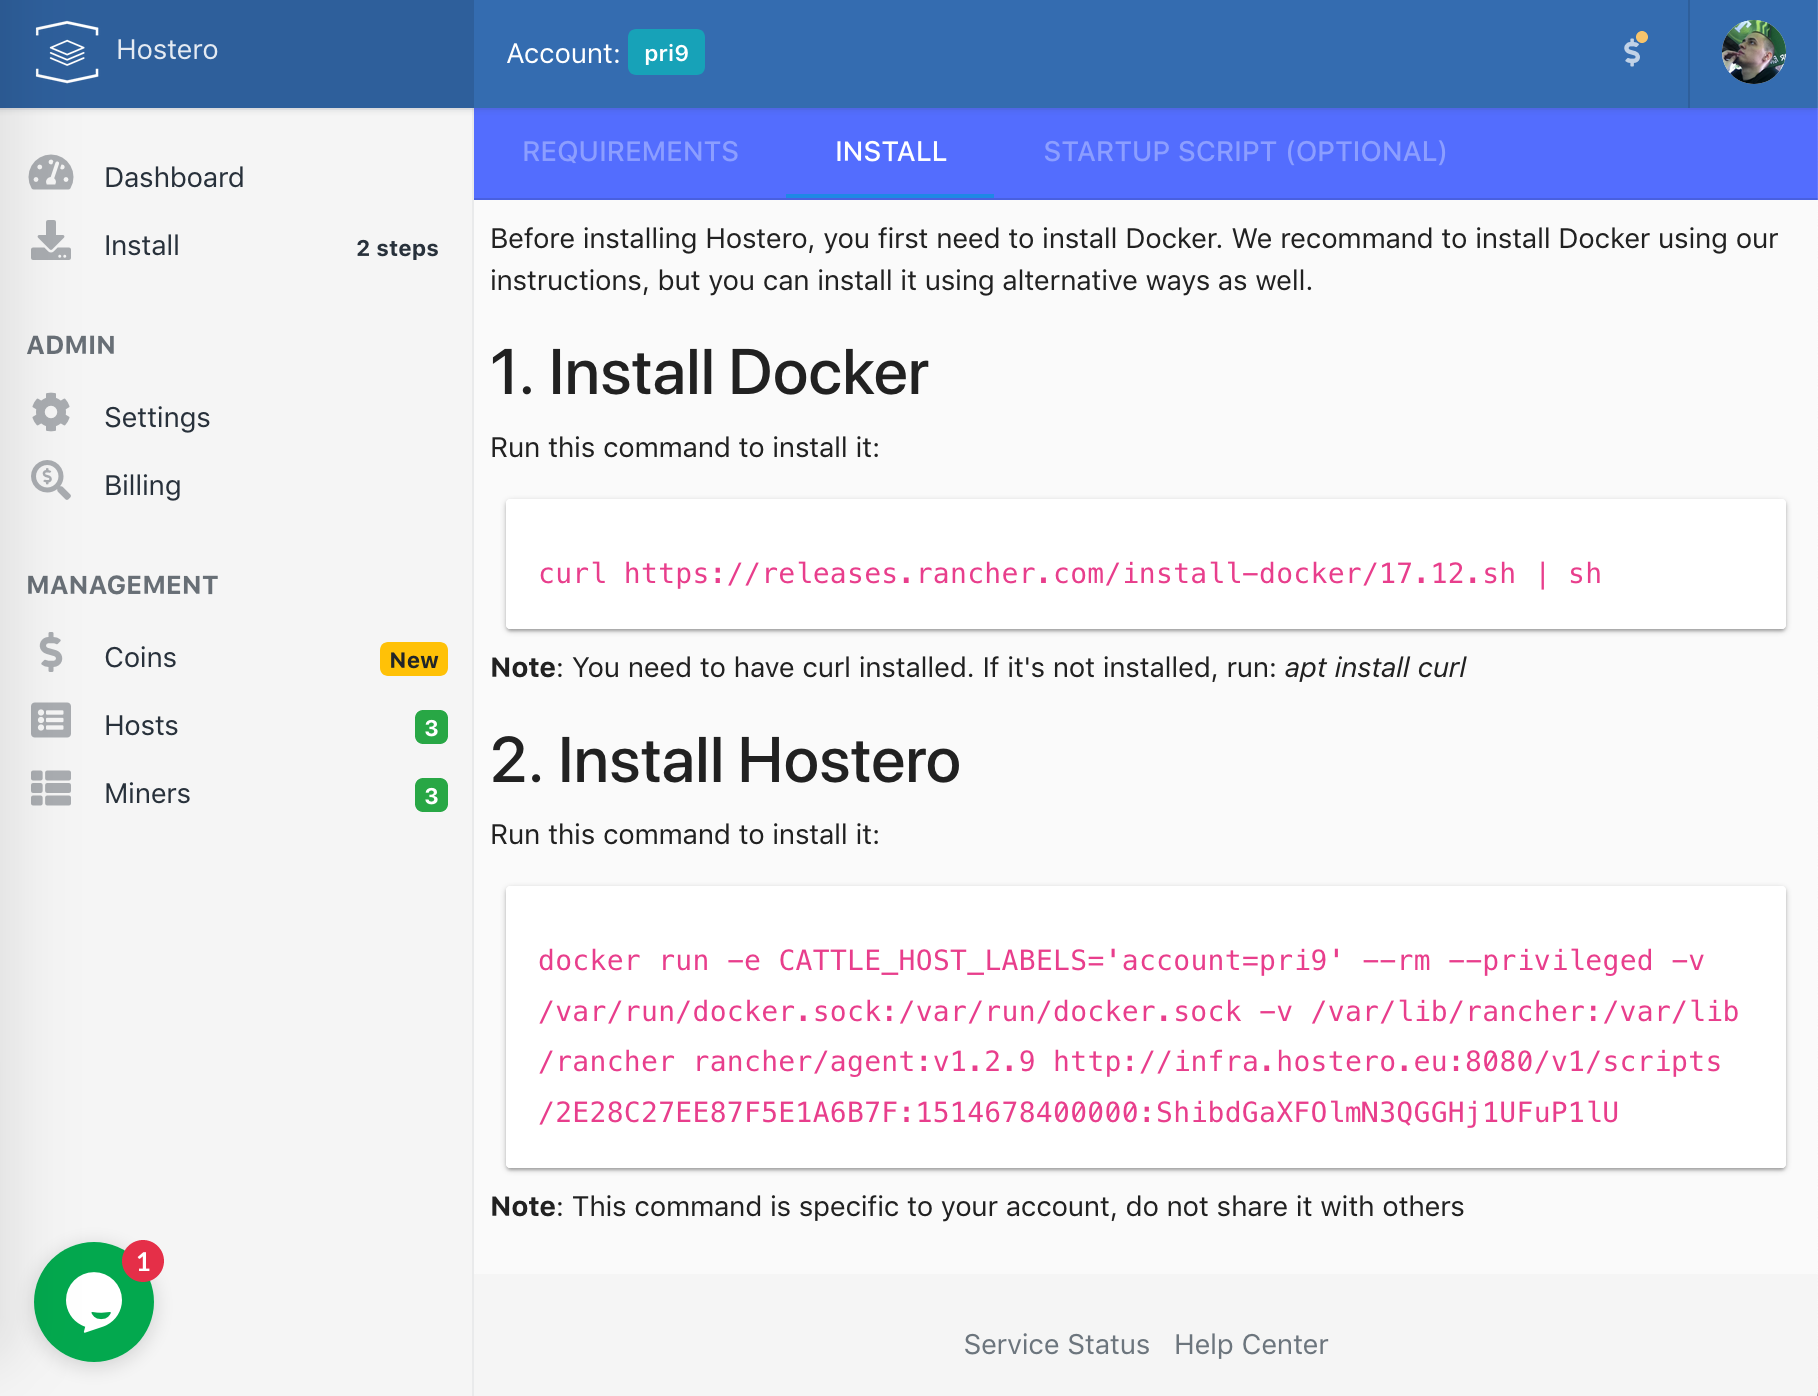 Hostero
Account: pri9
Dashboard
Install 2 steps
ADMIN
Settings
Billing
MANAGEMENT
Coins New
Hosts 3
Miners 3
1
REQUIREMENTS INSTALL STARTUP SCRIPT (OPTIONAL)
Before installing Hostero, you first need to install Docker. We recommand to install Docker using our
instructions, but you can install it using alternative ways as well.
1. Install Docker
Run this command to install it:
curl https://releases.rancher.com/install-docker/17.12.sh | sh
Note: You need to have curl installed. If it's not installed, run: apt install curl
2. Install Hostero
Run this command to install it:
docker run -e CATTLE_HOST_LABELS='account=pri9' --rm --privileged -v
/var/run/docker.sock:/var/run/docker.sock -v /var/lib/rancher:/var/lib
/rancher rancher/agent:v1.2.9 http://infra.hostero.eu:8080/v1/scripts
/2E28C27EE87F5E1A6B7F:1514678400000:ShibdGaXFOlmN3QGGHj1UFuP1lU
Note: This command is specific to your account, do not share it with others
Service Status Help Center